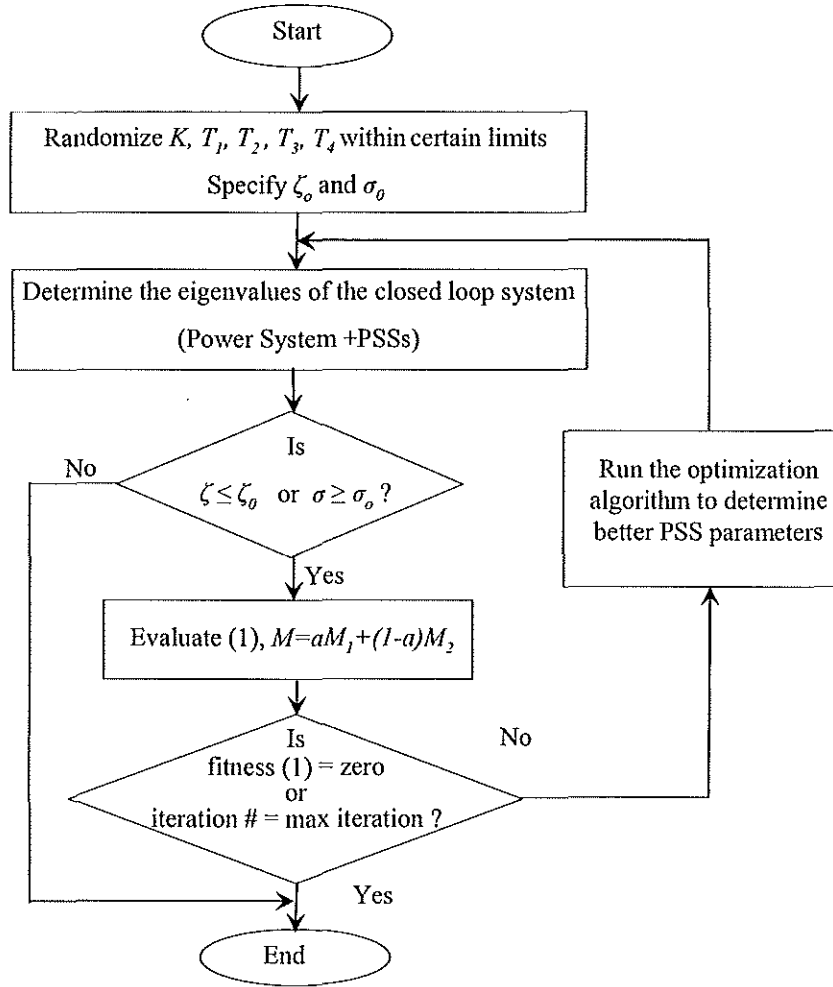 Start
Randomize K, T₁, T₂, T₃, T₄ within certain limits
Specify ζₒ and σ₀
Determine the eigenvalues of the closed loop system
(Power System +PSSs)
Is
ζ ≤ ζ₀ or σ ≥ σₒ ?
No
Yes
Run the optimization
algorithm to determine
better PSS parameters
Evaluate (1), M=aM₁+(1-a)M₂
Is
fitness (1) = zero
or
iteration # = max iteration ?
No
Yes
End